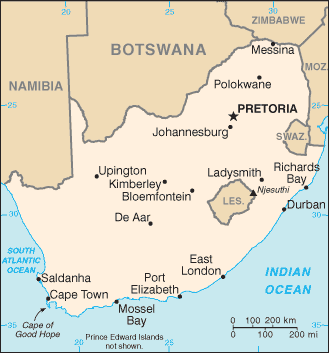 20
25
30
ZIMBABWE
BOTSWANA
Messina
MOZ.
NAMIBIA
Polokwane
25
25
PRETORIA
Johannesburg
SWAZ.
Upington
Ladysmith
Richards
Bay
Kimberley
Njesuthi
Bloemfontein
LES.
Durban
De Aar
30
30
SOUTH
ATLANTIC
OCEAN
East
London
INDIAN
OCEAN
Saldanha
Port
Elizabeth
Cape Town
Mossel
Bay
Cape of
Good Hope
0 100 200 km
0 100 200 mi
35
35
Prince Edward Islands
not shown.
20
25
30